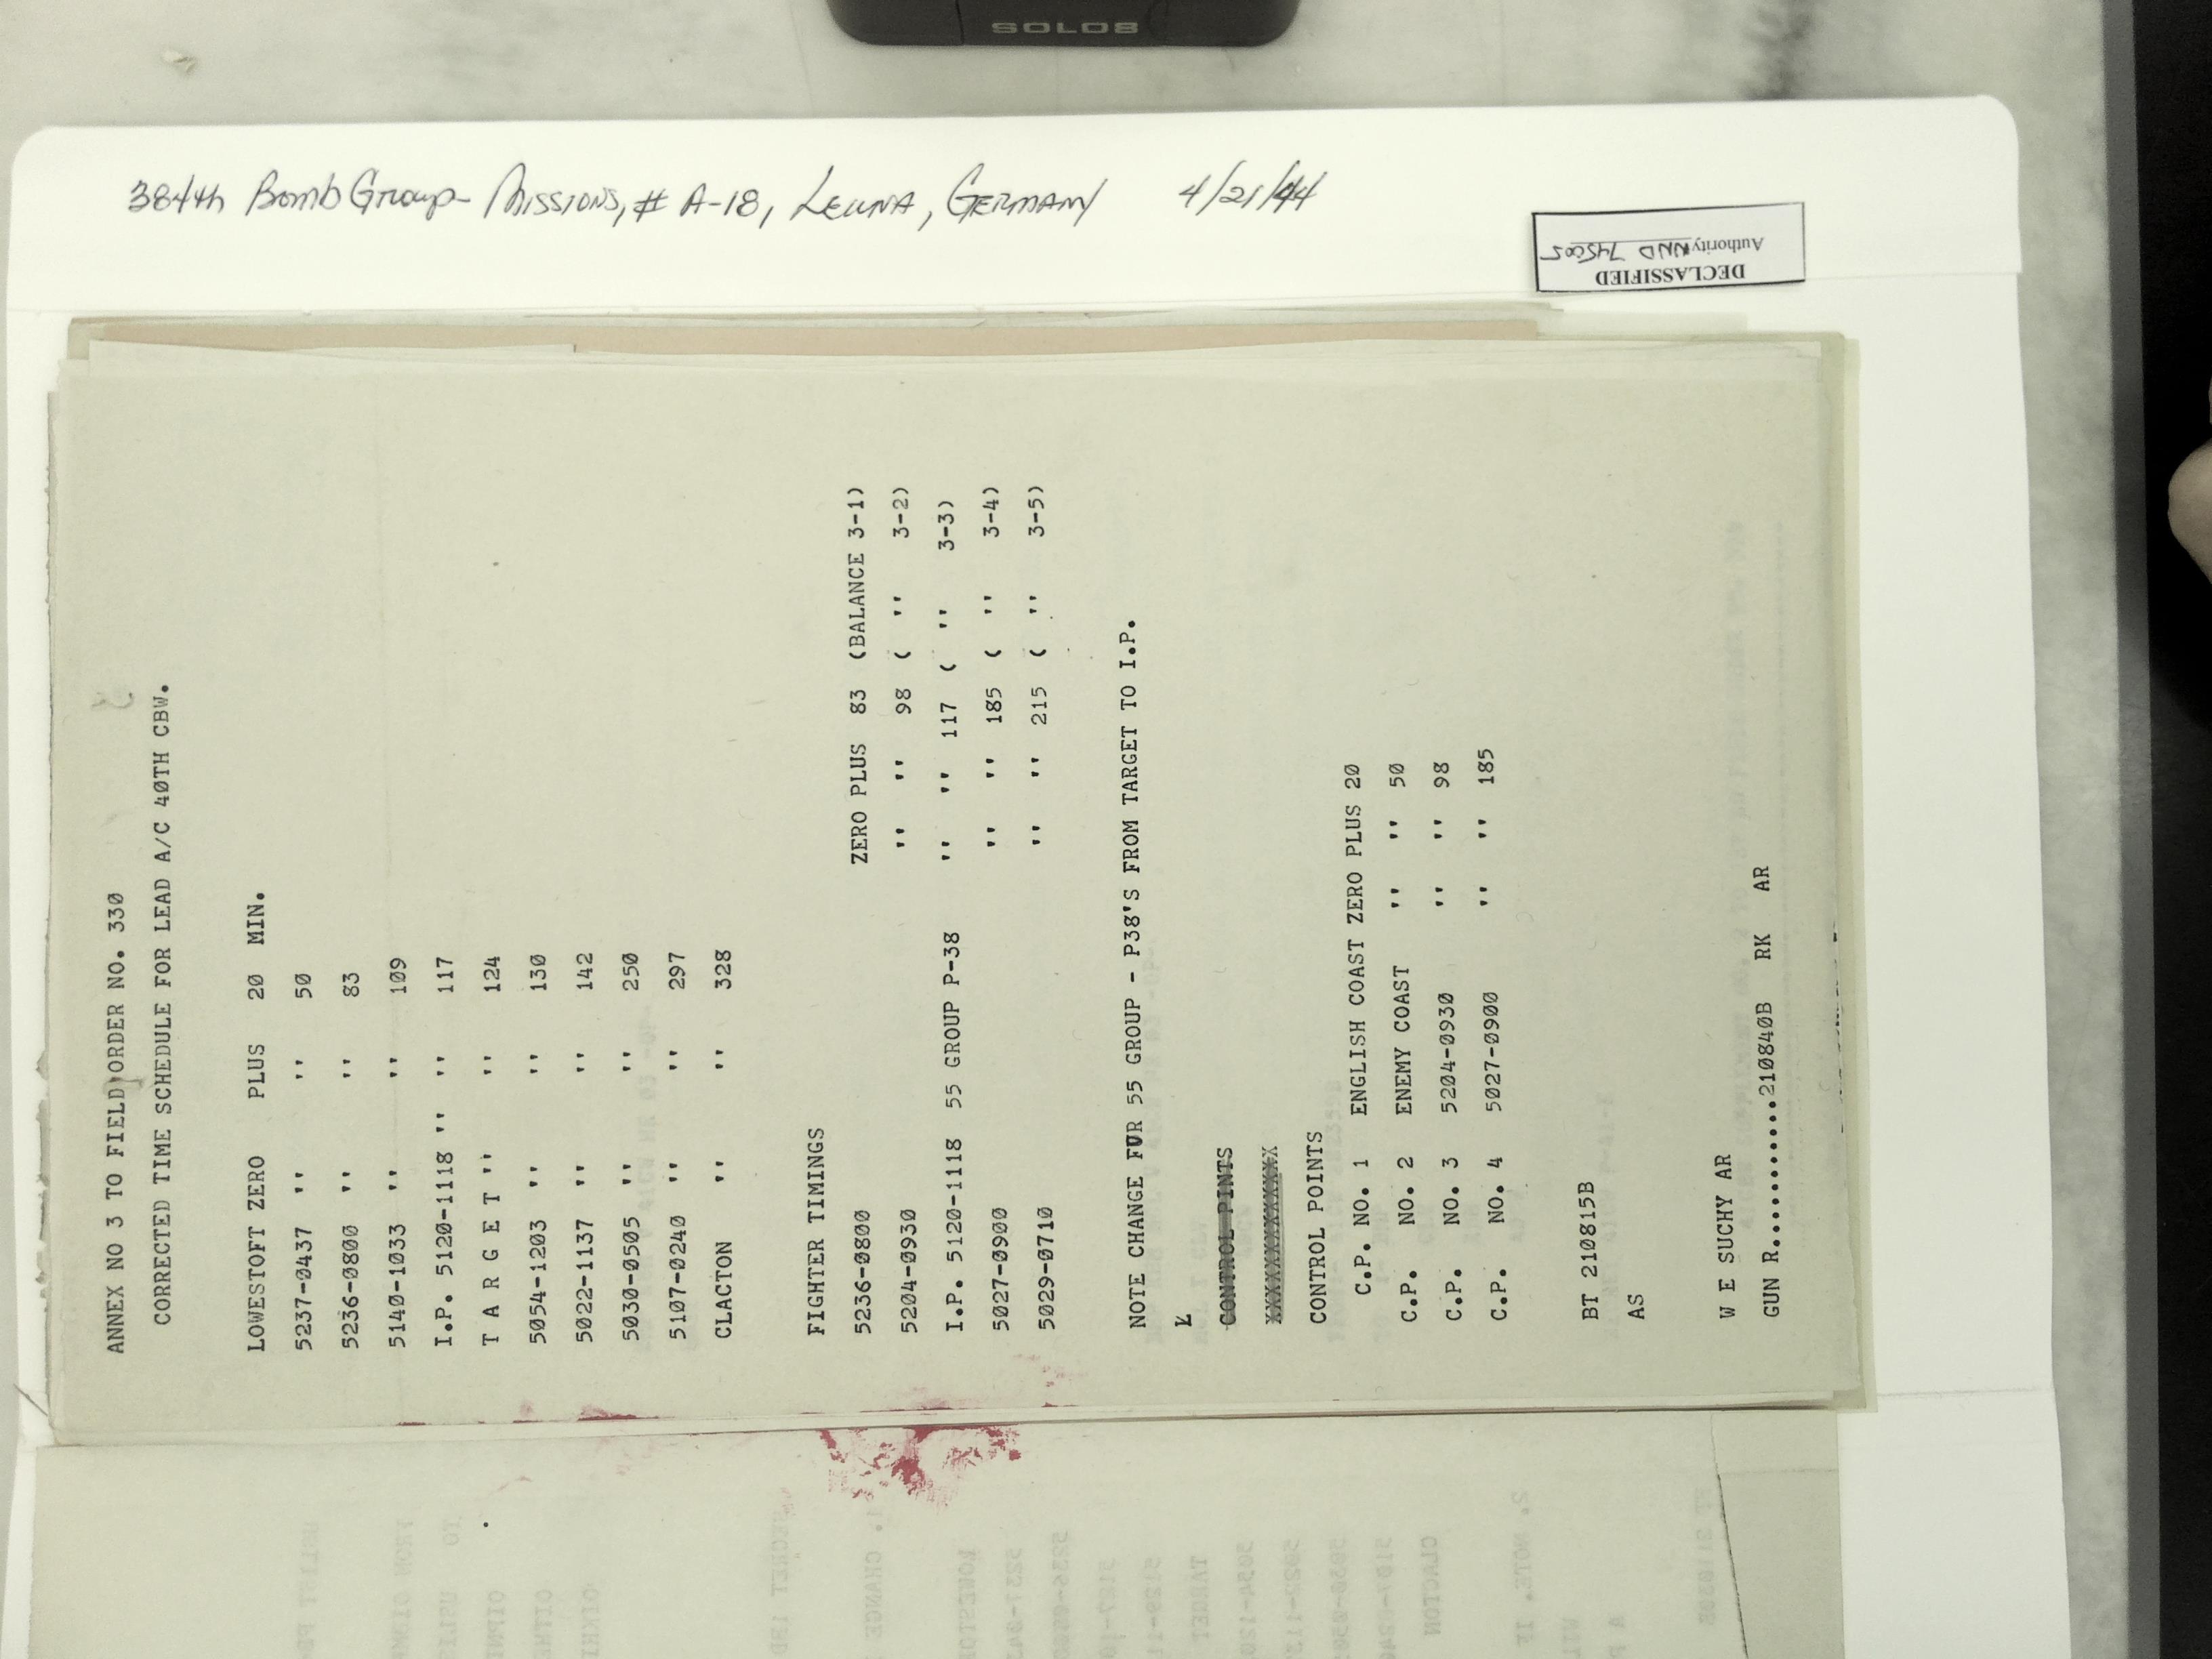 SOLO8
384th Bomb Group - Missions, # A-18, Leuna, Germany 4/21/44
DECLASSIFIED
Authority NND 745005
ANNEX NO 3 TO FIELD ORDER NO. 330
CORRECTED TIME SCHEDULE FOR LEAD A/C 40TH CBW.
LOWESTOFT ZERO PLUS 20 MIN.
5237-0437 '' '' 50
5236-0800 '' '' 83
5140-1033 '' '' 109
I.P. 5120-1118 '' '' 117
T A R G E T '' '' 124
5054-1203 '' '' 130
5022-1137 '' '' 142
5030-0505 '' '' 250
5107-0240 '' '' 297
CLACTON '' '' 328
FIGHTER TIMINGS
5236-0800 ZERO PLUS 83 (BALANCE 3-1)
5204-0930 '' '' 98 ( '' 3-2)
I.P. 5120-1118 55 GROUP P-38 '' '' 117 ( '' 3-3)
5027-0900 '' '' 185 ( '' 3-4)
5029-0710 '' '' 215 ( '' 3-5)
NOTE CHANGE FOR 55 GROUP - P38'S FROM TARGET TO I.P.
CONTROL PINTS
XXXXXXXXXXXXXX
CONTROL POINTS
C.P. NO. 1 ENGLISH COAST ZERO PLUS 20
C.P. NO. 2 ENEMY COAST '' '' 50
C.P. NO. 3 5204-0930 '' '' 98
C.P. NO. 4 5027-0900 '' '' 185
BT 210815B
AS
W E SUCHY AR
GUN R............210840B RK AR